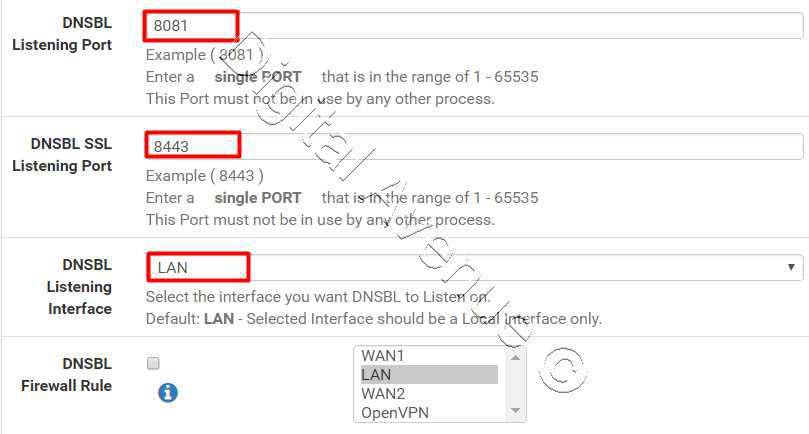 DNSBL
Listening Port
8081
Example ( 8081 )
Enter a single PORT that is in the range of 1 - 65535
This Port must not be in use by any other process.
DNSBL SSL
Listening Port
8443
Example ( 8443 )
Enter a single PORT that is in the range of 1 - 65535
This Port must not be in use by any other process.
DNSBL
Listening
Interface
LAN
Select the interface you want DNSBL to Listen on.
Default: LAN - Selected Interface should be a Local interface only.
DNSBL
Firewall Rule
WAN1
LAN
WAN2
OpenVPN
Digital Avenue ©